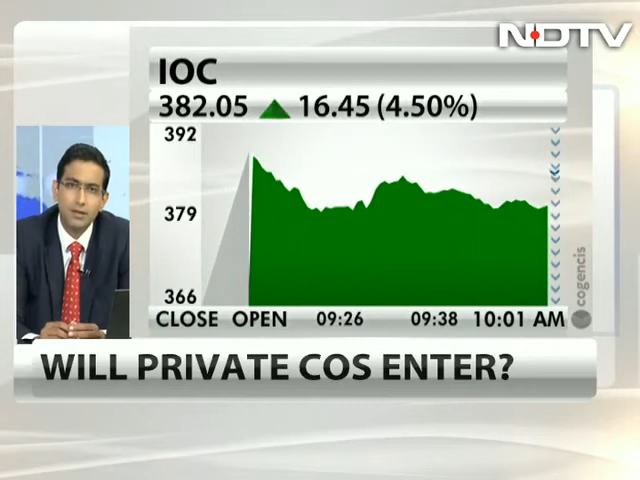 NDTV
IOC
382.05 ▲ 16.45 (4.50%)
392
379
366
CLOSE OPEN 09:26 09:38 10:01 AM
cogencis
WILL PRIVATE COS ENTER?